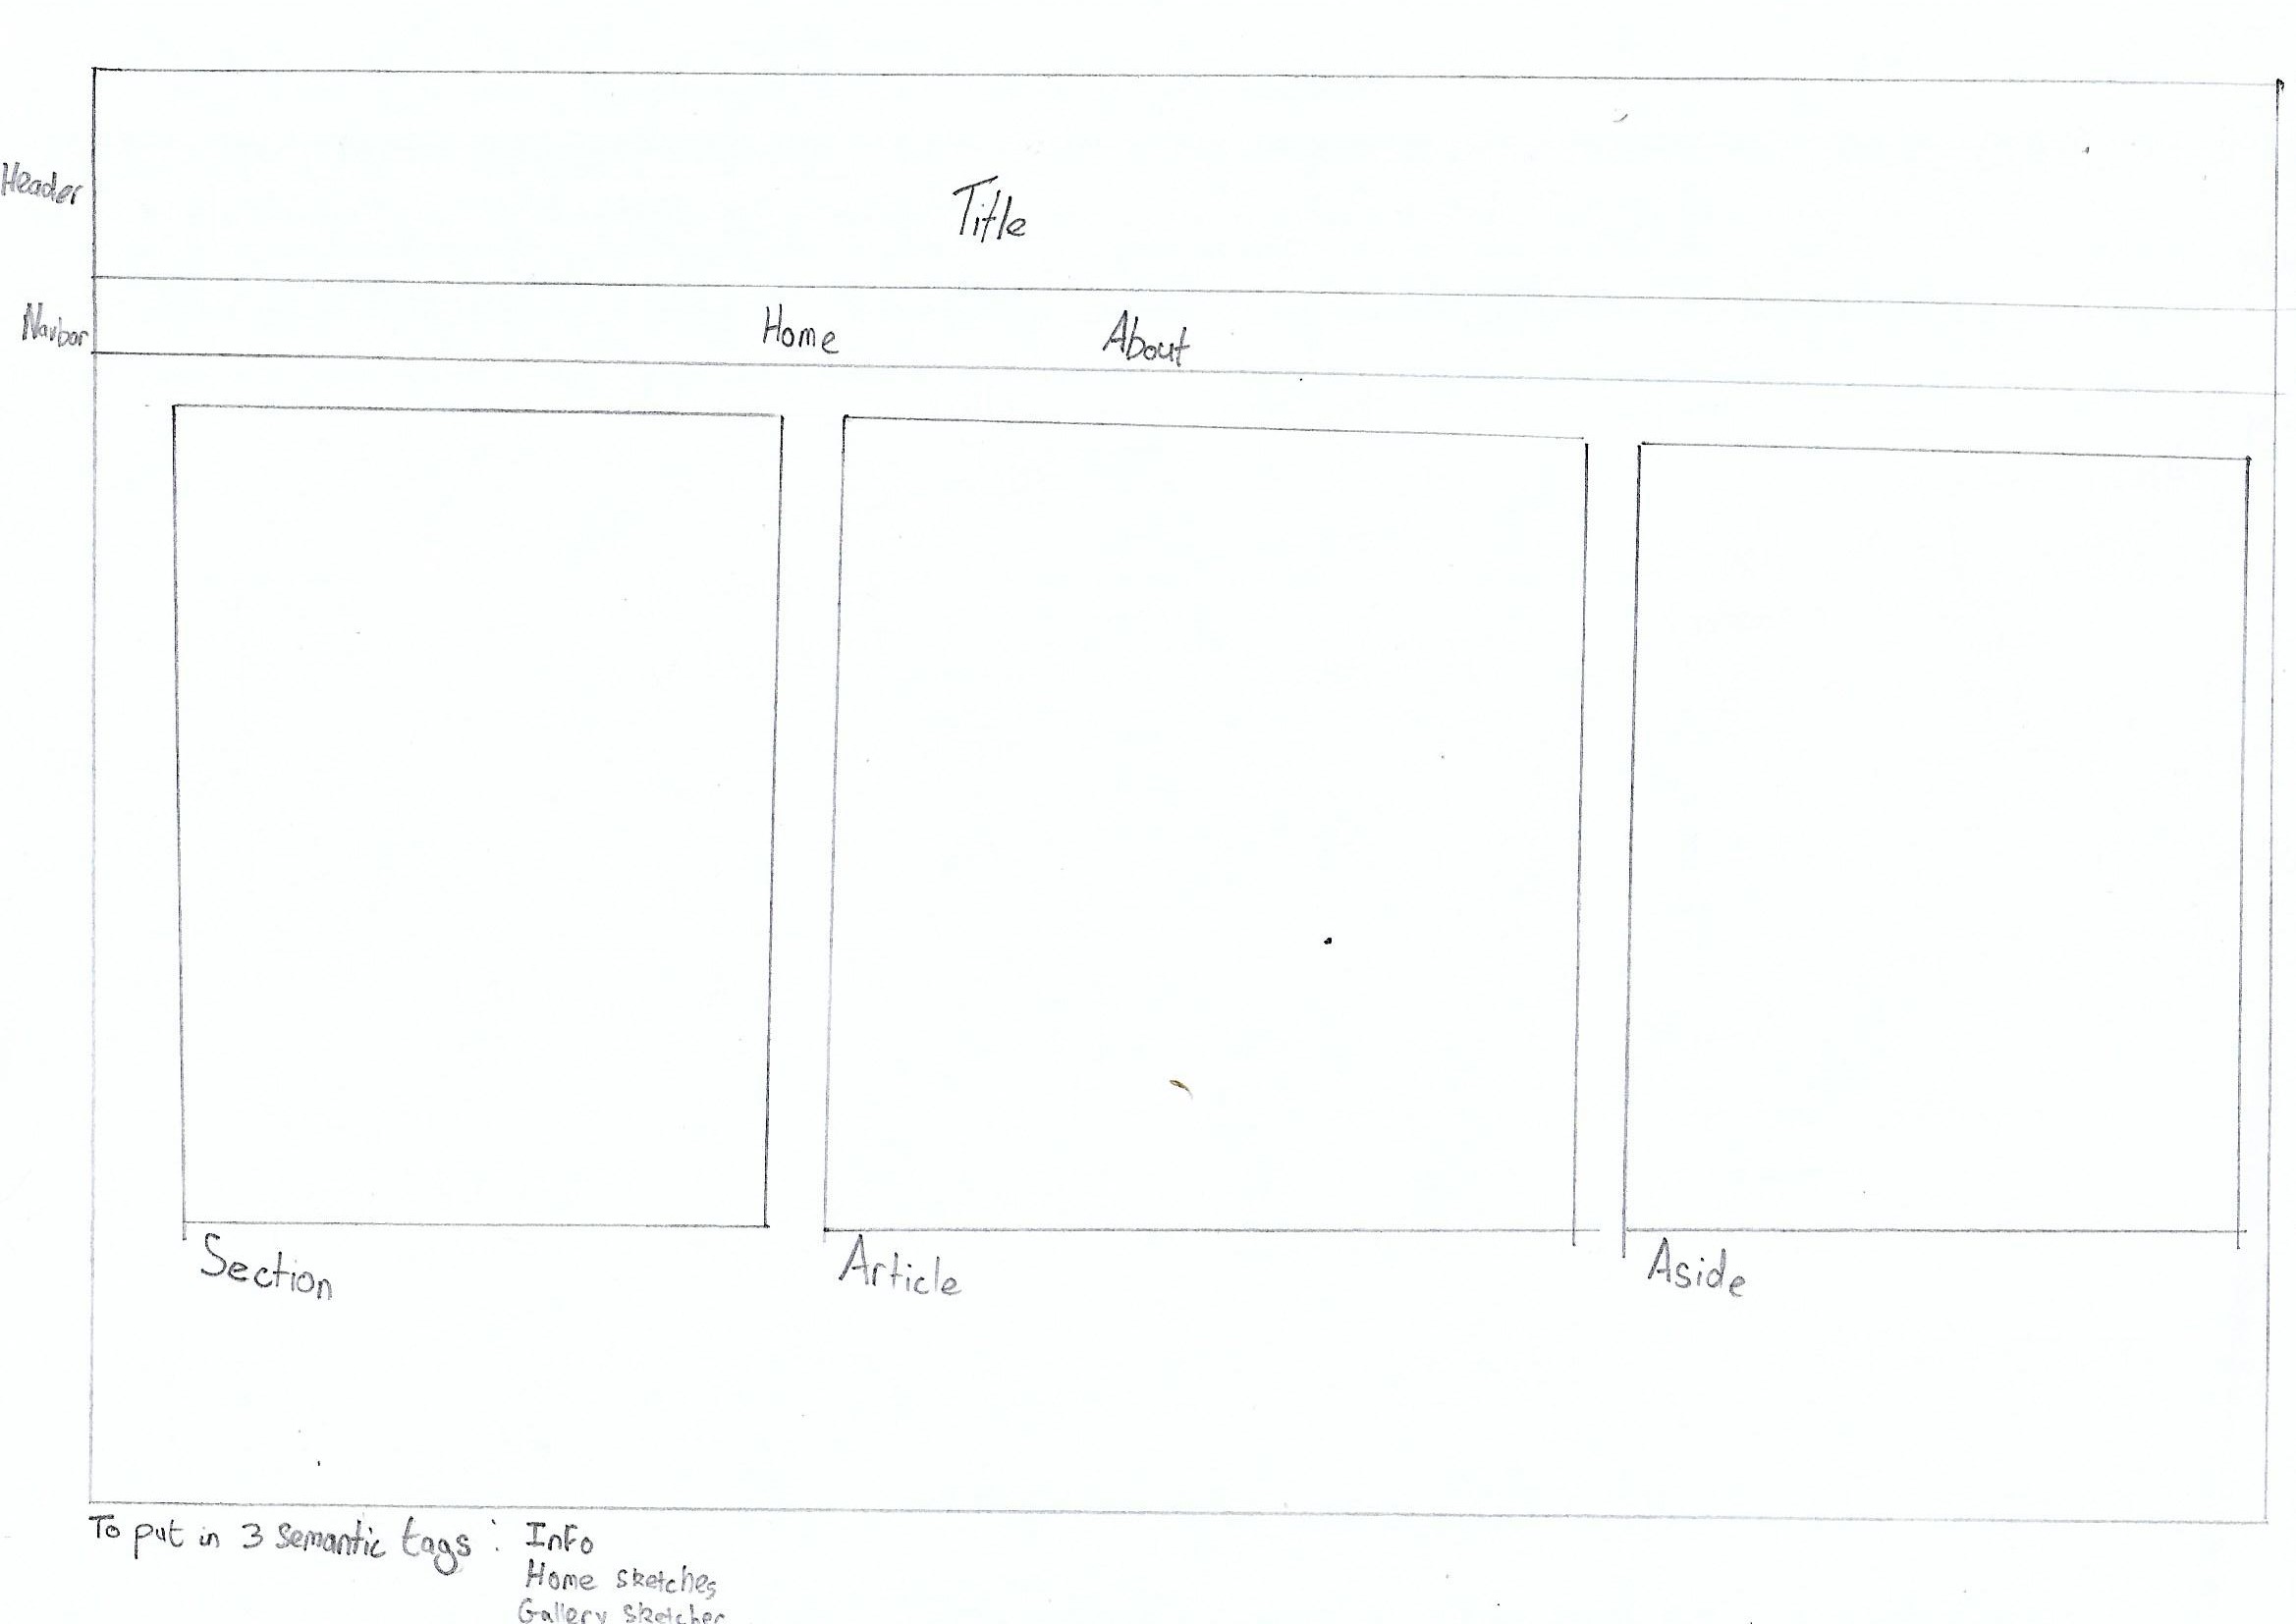 Header
Title
Navbar
Home About
Section Article Aside
To put in 3 semantic tags : Info
Home sketches
Gallery sketches